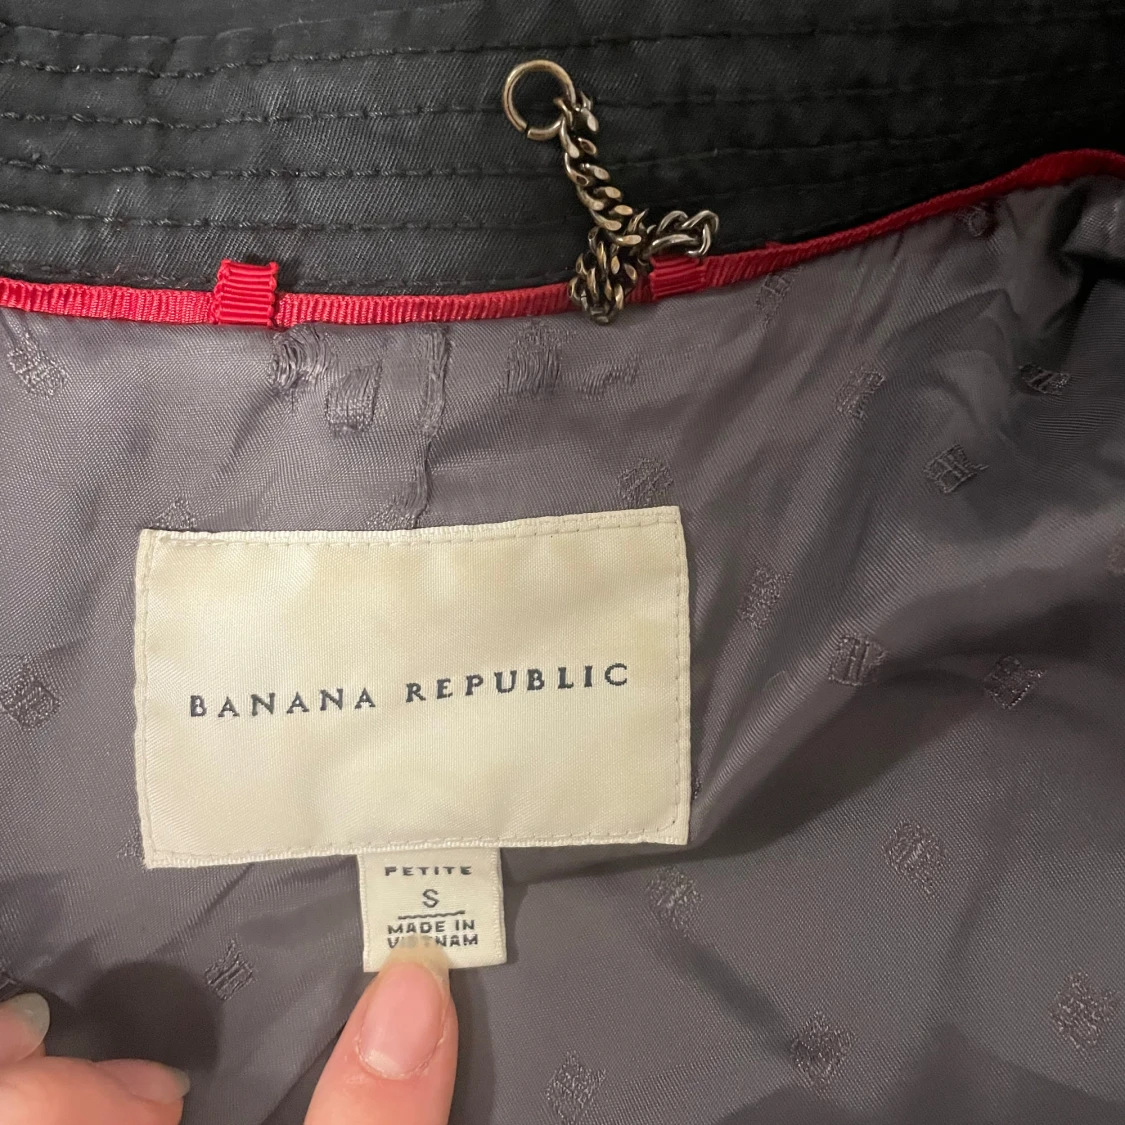 BANANA REPUBLIC
PETITE
S
MADE IN
VIETNAM